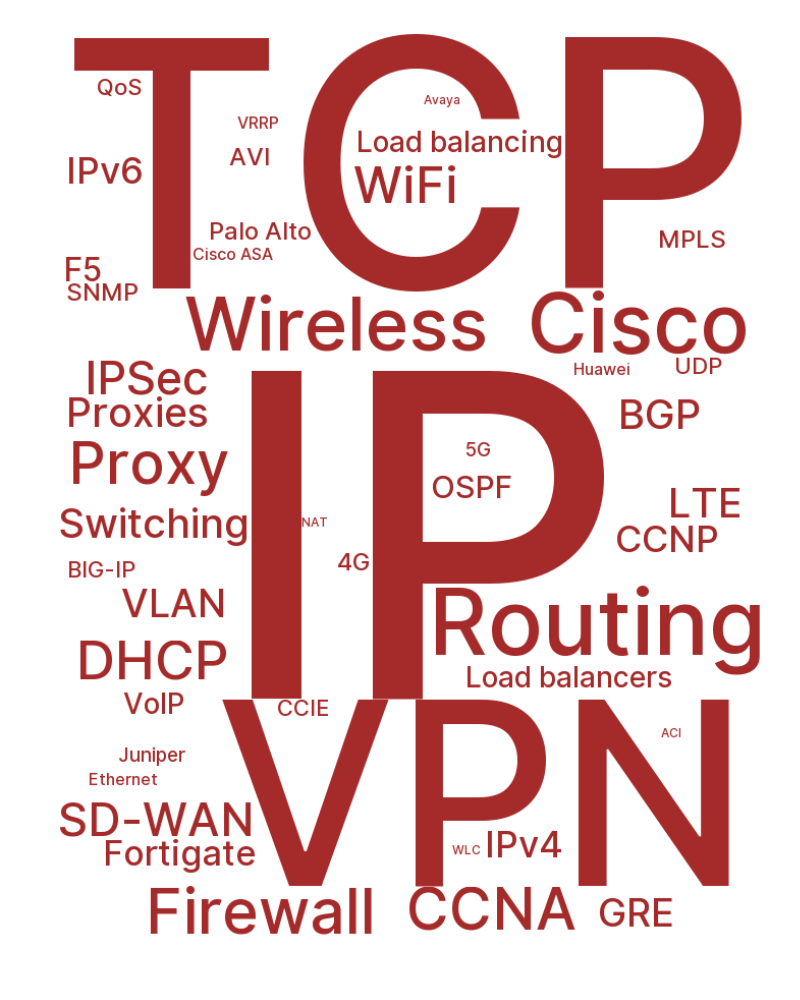 TCP
QoS
Avaya
VRRP
Load balancing
AVI
IPv6
WiFi
Palo Alto
MPLS
Cisco ASA
F5
SNMP
Wireless
Cisco
Huawei
UDP
IPSec
IP
Proxies
BGP
5G
Proxy
OSPF
LTE
Switching
NAT
CCNP
4G
BIG-IP
VLAN
Routing
DHCP
Load balancers
VoIP
CCIE
VPN
ACI
Juniper
Ethernet
SD-WAN
Fortigate
WLC
IPv4
Firewall
CCNA
GRE